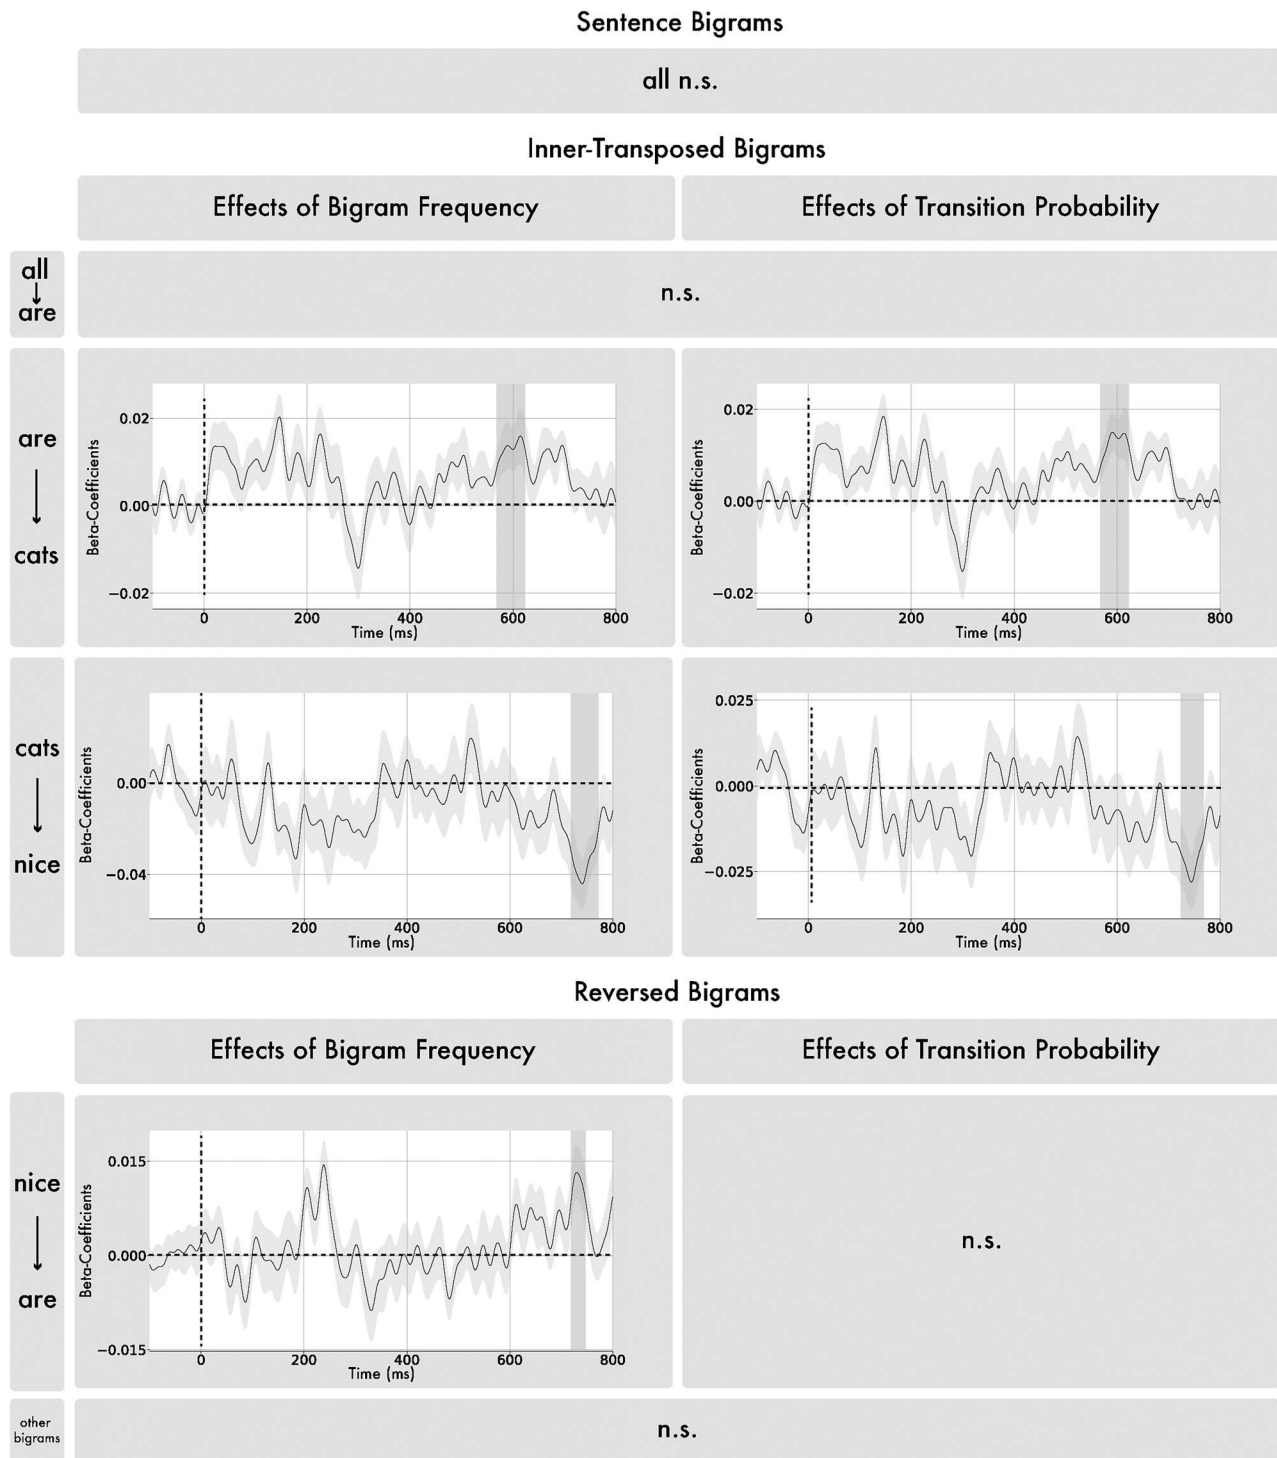 Sentence Bigrams
all n.s.
Inner-Transposed Bigrams
Effects of Bigram Frequency
Effects of Transition Probability
all
↓
are
n.s.
are
↓
cats
Beta-Coefficients
0.02
0.00
−0.02
0 200 400 600 800
Time (ms)
Beta-Coefficients
0.02
0.00
−0.02
0 200 400 600 800
Time (ms)
cats
↓
nice
Beta-Coefficients
0.00
−0.04
0 200 400 600 800
Time (ms)
Beta-Coefficients
0.025
0.000
−0.025
0 200 400 600 800
Time (ms)
Reversed Bigrams
Effects of Bigram Frequency
Effects of Transition Probability
nice
↓
are
Beta-Coefficients
0.015
0.000
−0.015
0 200 400 600 800
Time (ms)
n.s.
other
bigrams
n.s.